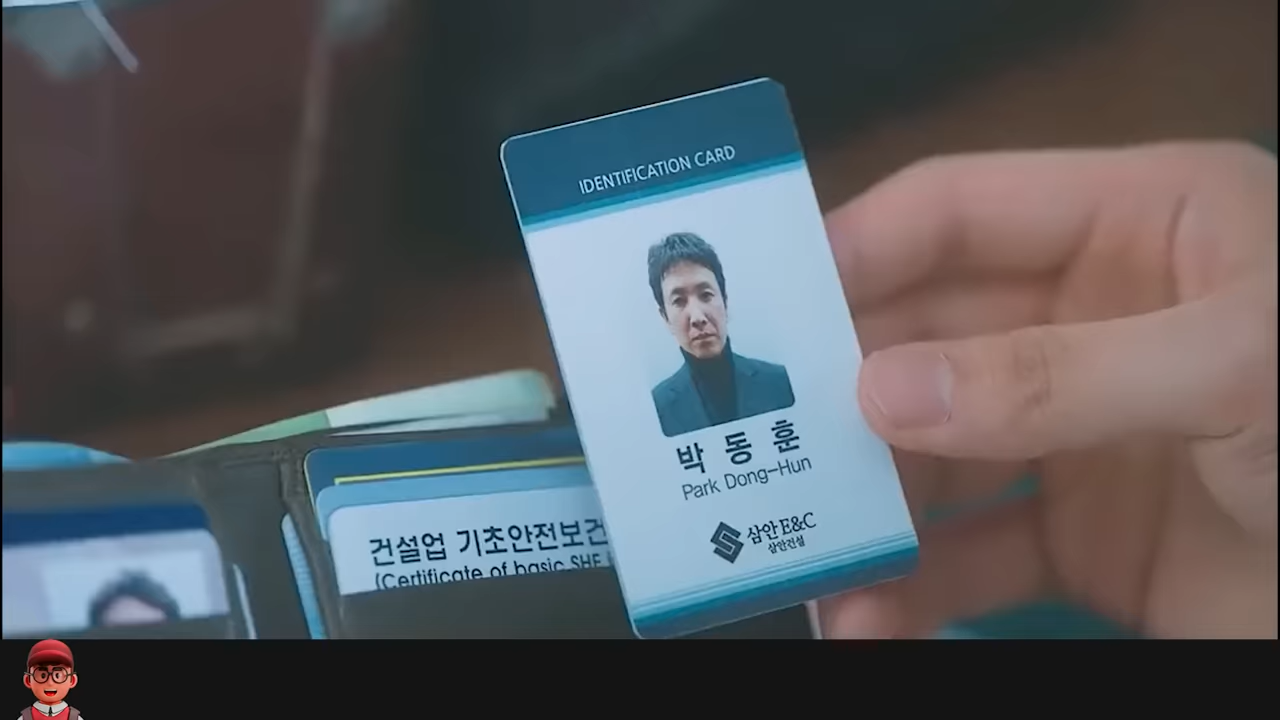 IDENTIFICATION CARD
박 동 훈
Park Dong-Hun
삼안 E&C
삼안건설
건설업 기초안전보건
(Certificate of basic SHE